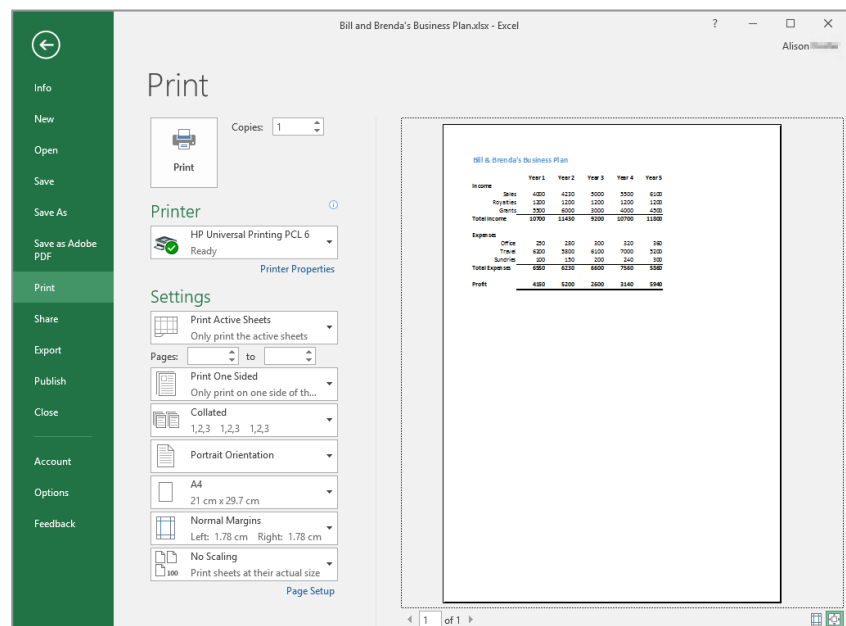 Bill and Brenda's Business Plan.xlsx - Excel
?
Alison
Info
New
Open
Save
Save As
Save as Adobe
PDF
Print
Share
Export
Publish
Close
Account
Options
Feedback
Print
Print
Copies: 1
Printer
HP Universal Printing PCL 6
Ready
Printer Properties
Settings
Print Active Sheets
Only print the active sheets
Pages: to
Print One Sided
Only print on one side of th...
Collated
1,2,3 1,2,3 1,2,3
Portrait Orientation
A4
21 cm x 29.7 cm
Normal Margins
Left: 1.78 cm Right: 1.78 cm
No Scaling
100 Print sheets at their actual size
Page Setup
Bill & Brenda's Business Plan
Year 1 Year 2 Year 3 Year 4 Year 5
Income
Sales 4000 4230 5000 5500 6100
Royalties 1200 1200 1200 1200 1200
Grants 5500 6000 3000 4000 4500
Total Income 10700 11430 9200 10700 11800
Expenses
Office 250 280 300 320 360
Travel 6200 5800 6100 7000 5200
Sundries 100 150 200 240 300
Total Expenses 6550 6230 6600 7560 5860
Profit 4150 5200 2600 3140 5940
1 of 1